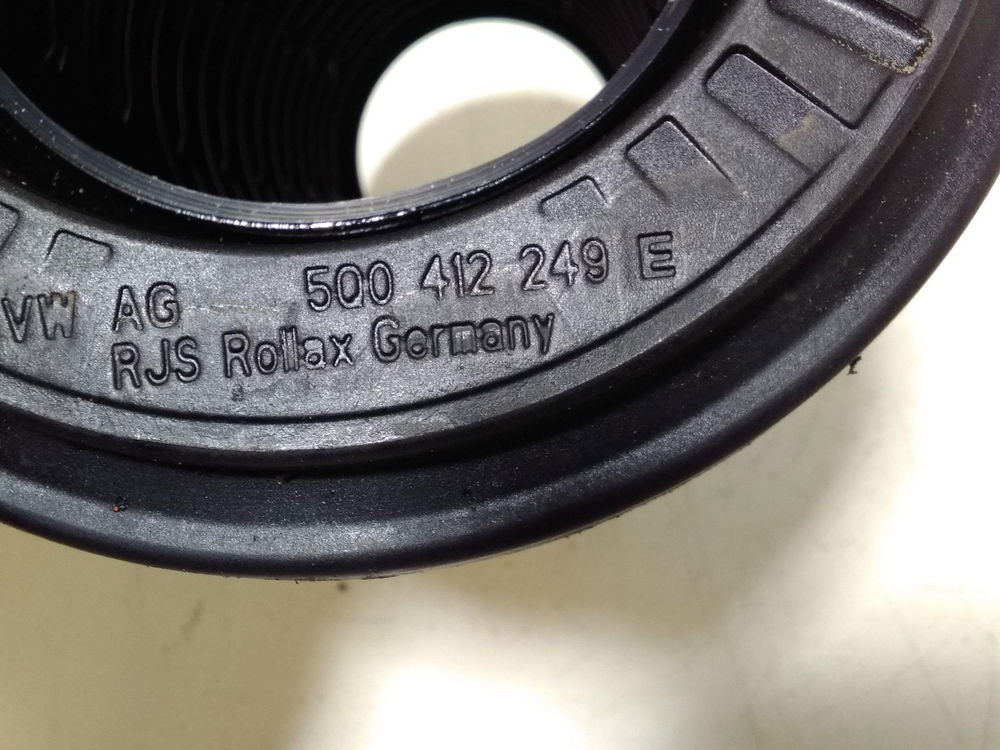 VW AG 5Q0 412 249 E
RJS Rollax Germany